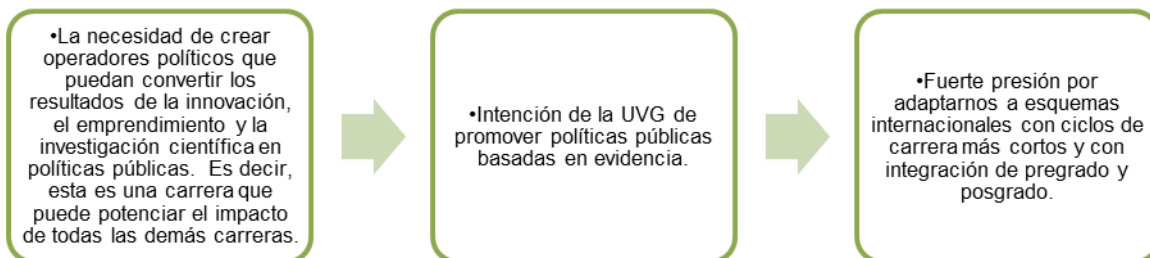 •La necesidad de crear
operadores políticos que
puedan convertir los
resultados de la innovación,
el emprendimiento y la
investigación científica en
políticas públicas. Es decir,
esta es una carrera que
puede potenciar el impacto
de todas las demás carreras.
•Intención de la UVG de
promover políticas públicas
basadas en evidencia.
•Fuerte presión por
adaptarnos a esquemas
internacionales con ciclos de
carrera más cortos y con
integración de pregrado y
posgrado.